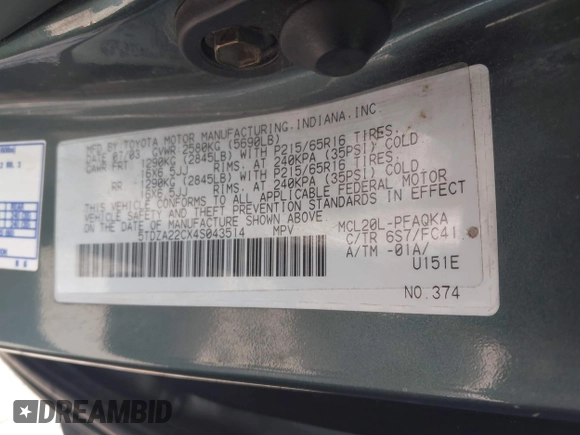 MFD BY TOYOTA MOTOR MANUFACTURING, INDIANA, INC
DATE 07/03 GVWR 2580KG (5690LB)
GAWR FRT 1290KG (2845LB) WITH P215/65R16 TIRES,
16X6.5JJ RIMS, AT 240KPA (35PSI) COLD
RR 1290KG (2845LB) WITH P215/65R16 TIRES,
16X6.5JJ RIMS, AT 240KPA (35PSI) COLD.
THIS VEHICLE CONFORMS TO ALL APPLICABLE FEDERAL MOTOR
VEHICLE SAFETY AND BUMPER STANDARDS IN EFFECT
ON THE DATE OF MANUFACTURE SHOWN ABOVE.
5TDZA22CX4S043514 MPV MCL20L-PFAQKA
C/TR 6S7/FC41
A/TM -01A/
U151E
NO.374
DREAMBID